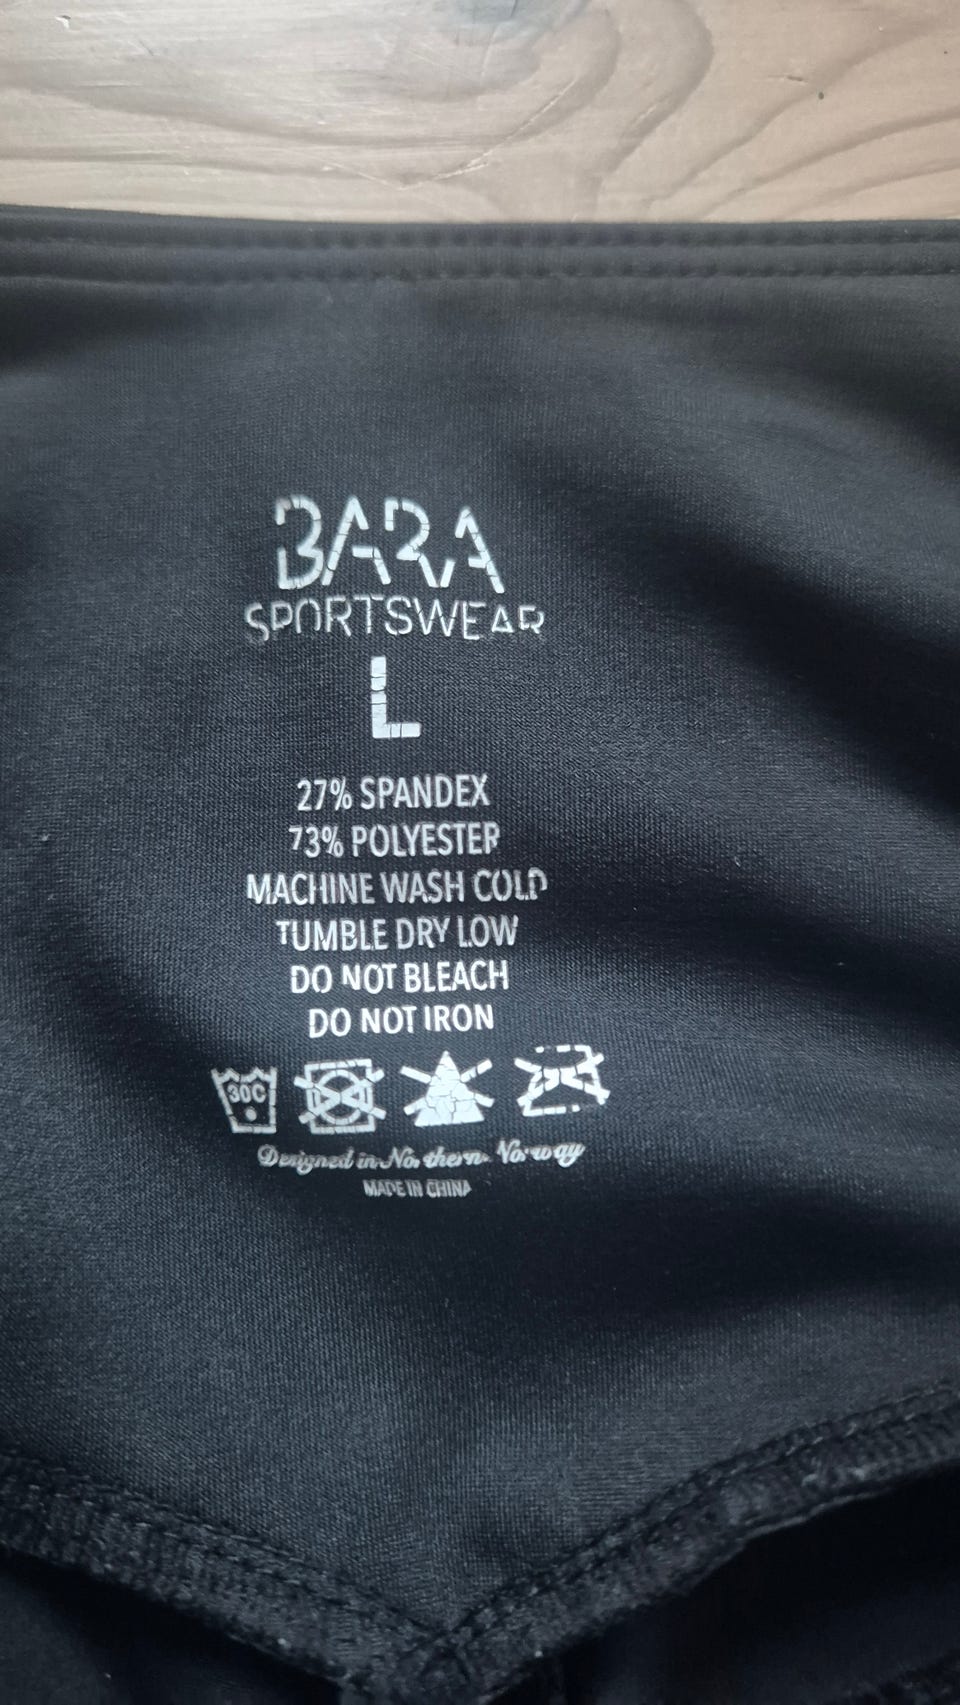 BARA
SPORTSWEAR
L
27% SPANDEX
73% POLYESTER
MACHINE WASH COLD
TUMBLE DRY LOW
DO NOT BLEACH
DO NOT IRON
30C
Designed in Northern Norway
MADE IN CHINA